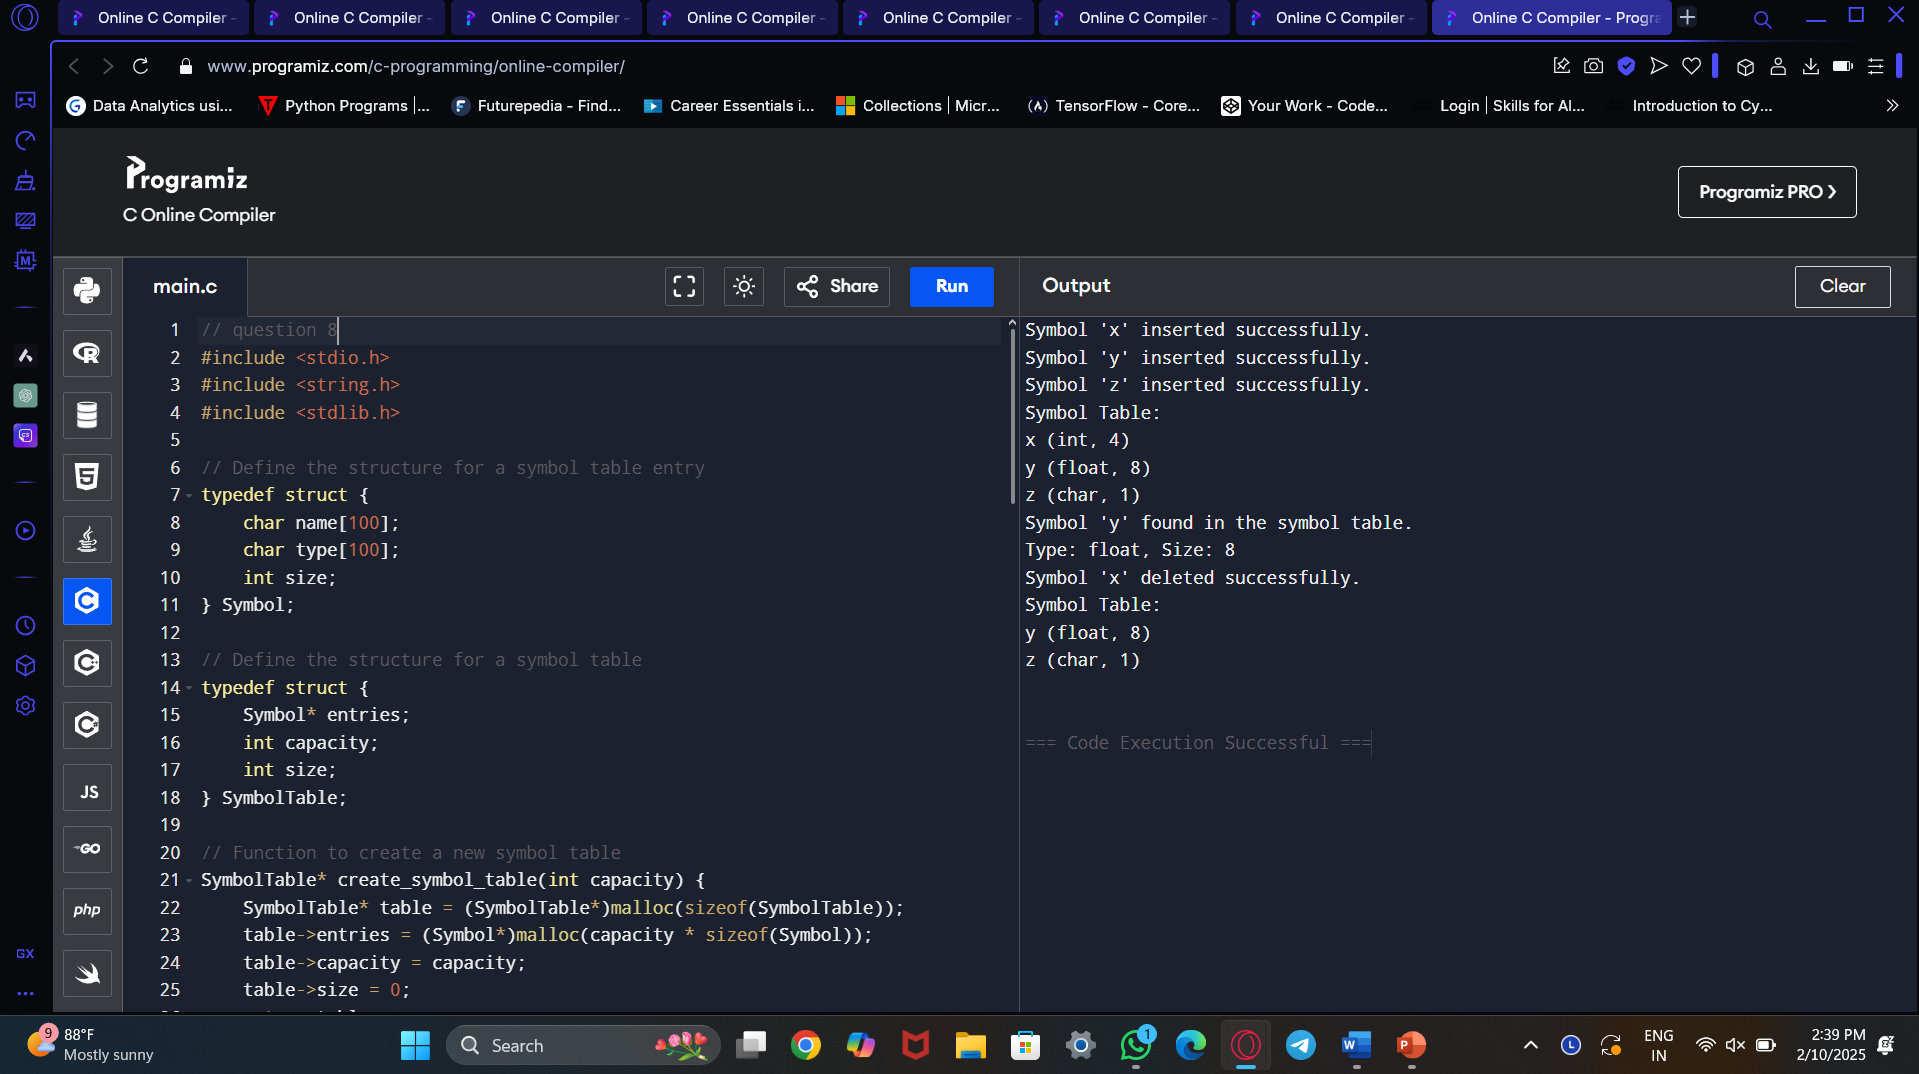 Online C Compiler - Online C Compiler - Online C Compiler - Online C Compiler - Online C Compiler - Online C Compiler - Online C Compiler - Online C Compiler - Progra
www.programiz.com/c-programming/online-compiler/
Data Analytics usi... Python Programs |... Futurepedia - Find... Career Essentials i... Collections | Micr... TensorFlow - Core... Your Work - Code... Login | Skills for AI... Introduction to Cy...
Programiz
C Online Compiler
Programiz PRO ❯
main.c
Share
Run
Output
Clear
1 // question 8
2 #include <stdio.h>
3 #include <string.h>
4 #include <stdlib.h>
5
6 // Define the structure for a symbol table entry
7 typedef struct {
8 char name[100];
9 char type[100];
10 int size;
11 } Symbol;
12
13 // Define the structure for a symbol table
14 typedef struct {
15 Symbol* entries;
16 int capacity;
17 int size;
18 } SymbolTable;
19
20 // Function to create a new symbol table
21 SymbolTable* create_symbol_table(int capacity) {
22 SymbolTable* table = (SymbolTable*)malloc(sizeof(SymbolTable));
23 table->entries = (Symbol*)malloc(capacity * sizeof(Symbol));
24 table->capacity = capacity;
25 table->size = 0;
Symbol 'x' inserted successfully.
Symbol 'y' inserted successfully.
Symbol 'z' inserted successfully.
Symbol Table:
x (int, 4)
y (float, 8)
z (char, 1)
Symbol 'y' found in the symbol table.
Type: float, Size: 8
Symbol 'x' deleted successfully.
Symbol Table:
y (float, 8)
z (char, 1)
=== Code Execution Successful ===
JS
GO
php
GX
9
88°F
Mostly sunny
Search
1
ENG
IN
2:39 PM
2/10/2025